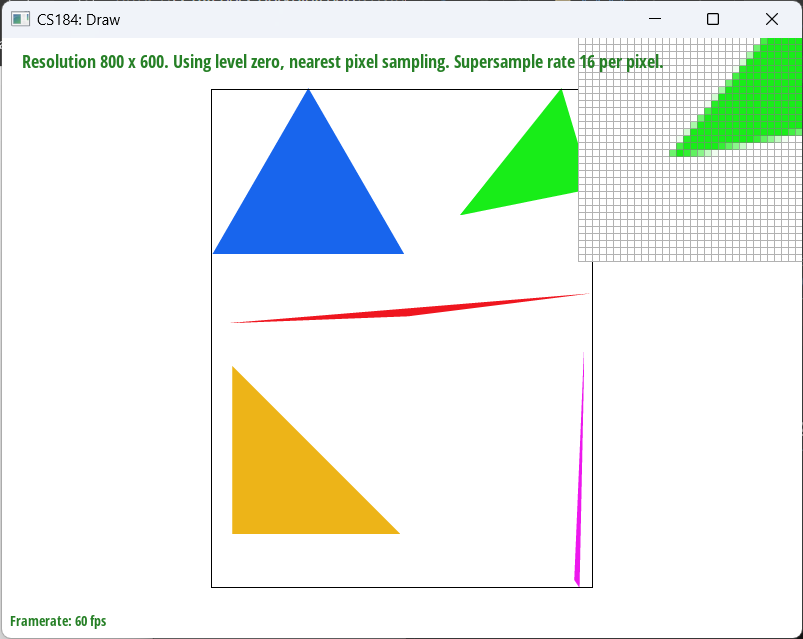 CS184: Draw
Resolution 800 x 600. Using level zero, nearest pixel sampling. Supersample rate 16 per pixel.
Framerate: 60 fps